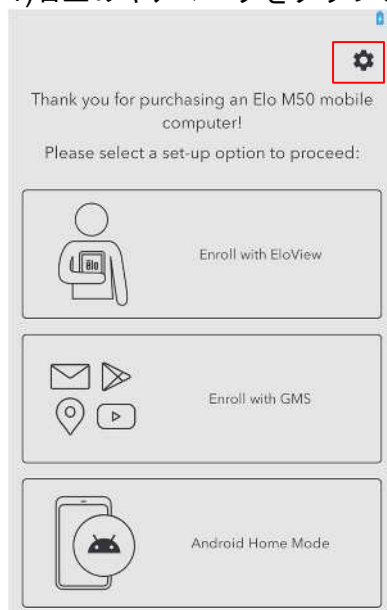 Thank you for purchasing an Elo M50 mobile
computer!
Please select a set-up option to proceed:
elo
Enroll with EloView
Enroll with GMS
Android Home Mode